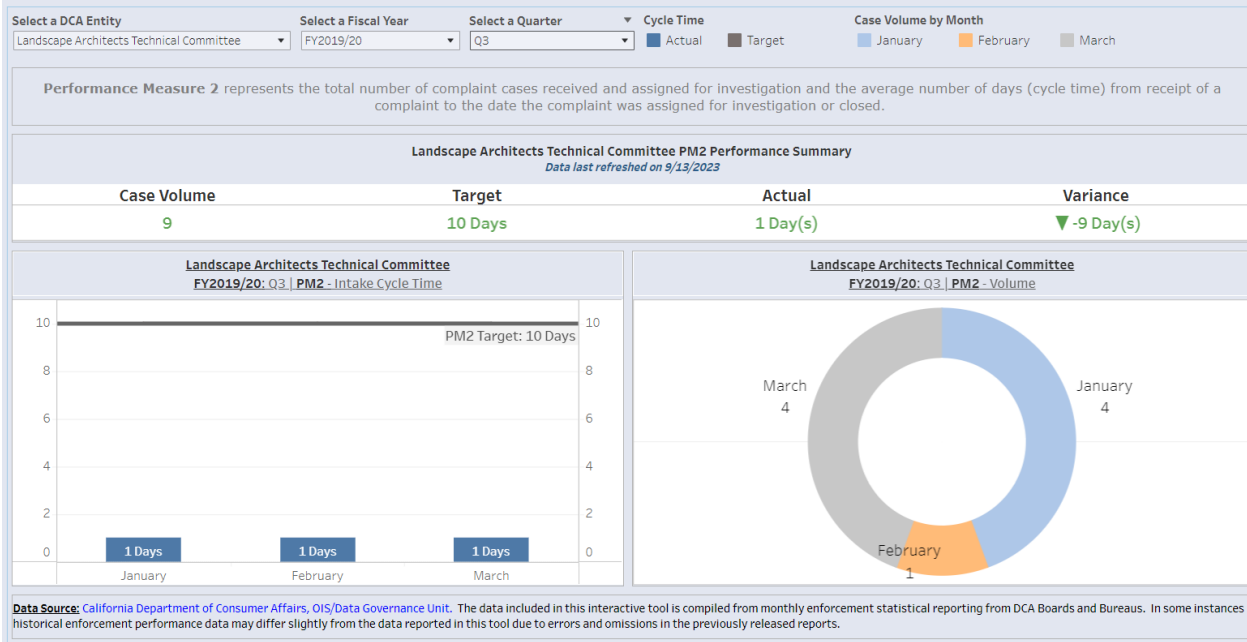 Select a DCA Entity
Select a Fiscal Year
Select a Quarter
Cycle Time
Case Volume by Month
Landscape Architects Technical Committee
FY2019/20
Q3
Actual
Target
January
February
March
Performance Measure 2 represents the total number of complaint cases received and assigned for investigation and the average number of days (cycle time) from receipt of a
complaint to the date the complaint was assigned for investigation or closed.
Landscape Architects Technical Committee PM2 Performance Summary
Data last refreshed on 9/13/2023
Case Volume
Target
Actual
Variance
9
10 Days
1 Day(s)
▼ -9 Day(s)
Landscape Architects Technical Committee
FY2019/20: Q3 | PM2 - Intake Cycle Time
10
8
6
4
2
0
PM2 Target: 10 Days
10
8
6
4
2
0
1 Days
1 Days
1 Days
January
February
March
Landscape Architects Technical Committee
FY2019/20: Q3 | PM2 - Volume
March
4
January
4
February
1
Data Source: California Department of Consumer Affairs, OIS/Data Governance Unit. The data included in this interactive tool is compiled from monthly enforcement statistical reporting from DCA Boards and Bureaus. In some instances
historical enforcement performance data may differ slightly from the data reported in this tool due to errors and omissions in the previously released reports.